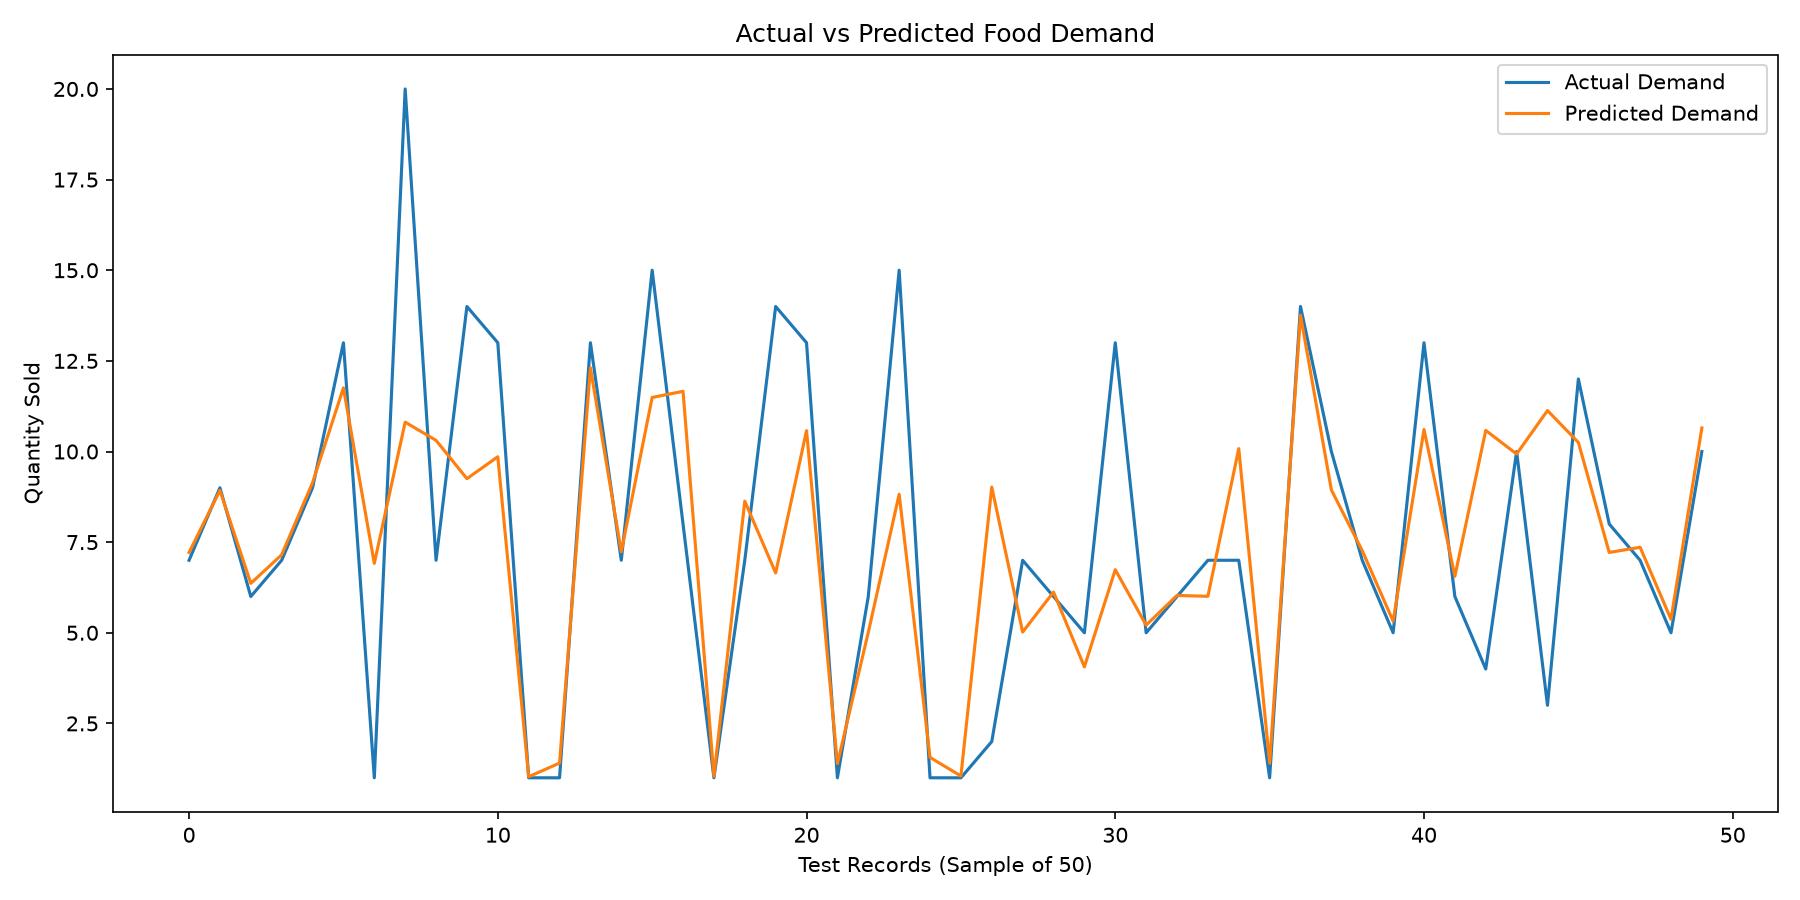 Actual vs Predicted Food Demand
Actual Demand
Predicted Demand
Quantity Sold
20.0
17.5
15.0
12.5
10.0
7.5
5.0
2.5
0 10 20 30 40 50
Test Records (Sample of 50)